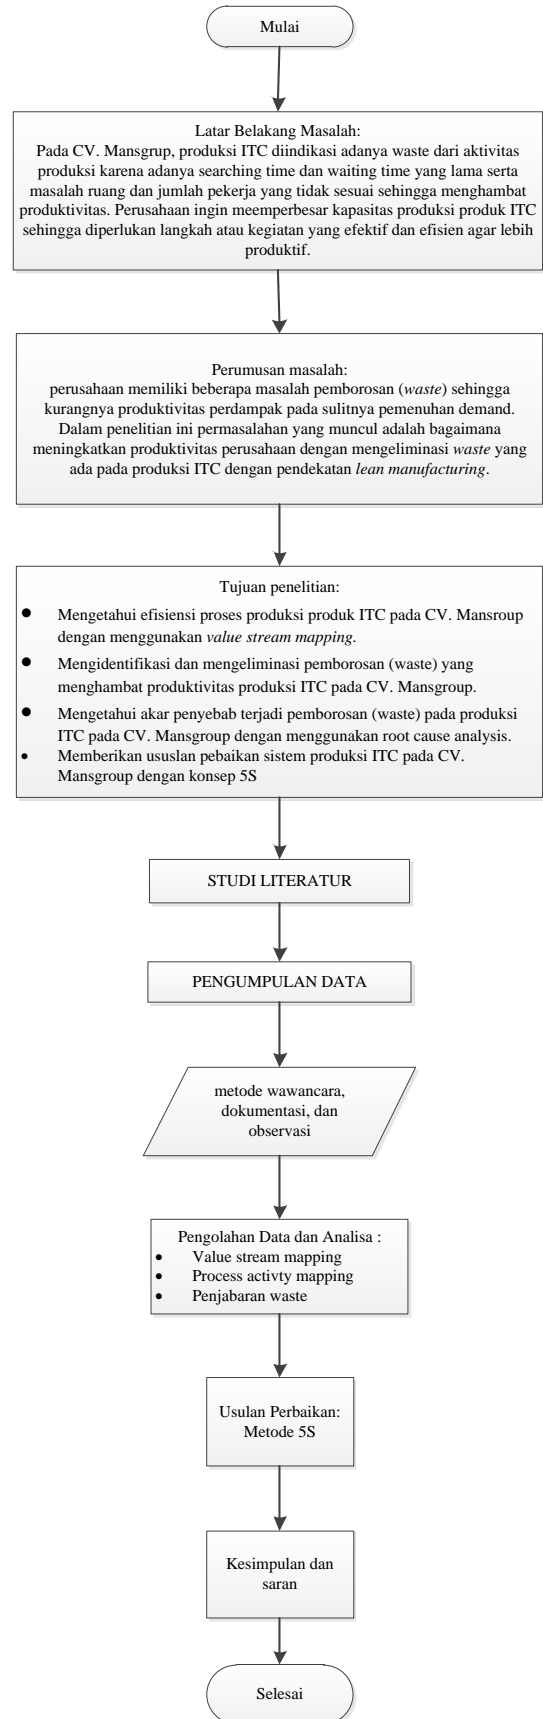 Mulai
Latar Belakang Masalah:
Pada CV. Mansgrup, produksi ITC diindikasi adanya waste dari aktivitas
produksi karena adanya searching time dan waiting time yang lama serta
masalah ruang dan jumlah pekerja yang tidak sesuai sehingga menghambat
produktivitas. Perusahaan ingin meemperbesar kapasitas produksi produk ITC
sehingga diperlukan langkah atau kegiatan yang efektif dan efisien agar lebih
produktif.
Perumusan masalah:
perusahaan memiliki beberapa masalah pemborosan (waste) sehingga
kurangnya produktivitas perdampak pada sulitnya pemenuhan demand.
Dalam penelitian ini permasalahan yang muncul adalah bagaimana
meningkatkan produktivitas perusahaan dengan mengeliminasi waste yang
ada pada produksi ITC dengan pendekatan lean manufacturing.
Tujuan penelitian:
● Mengetahui efisiensi proses produksi produk ITC pada CV. Mansroup
dengan menggunakan value stream mapping.
● Mengidentifikasi dan mengeliminasi pemborosan (waste) yang
menghambat produktivitas produksi ITC pada CV. Mansgroup.
● Mengetahui akar penyebab terjadi pemborosan (waste) pada produksi
ITC pada CV. Mansgroup dengan menggunakan root cause analysis.
• Memberikan ususlan pebaikan sistem produksi ITC pada CV.
Mansgroup dengan konsep 5S
STUDI LITERATUR
PENGUMPULAN DATA
metode wawancara,
dokumentasi, dan
observasi
Pengolahan Data dan Analisa :
• Value stream mapping
• Process activty mapping
• Penjabaran waste
Usulan Perbaikan:
Metode 5S
Kesimpulan dan
saran
Selesai